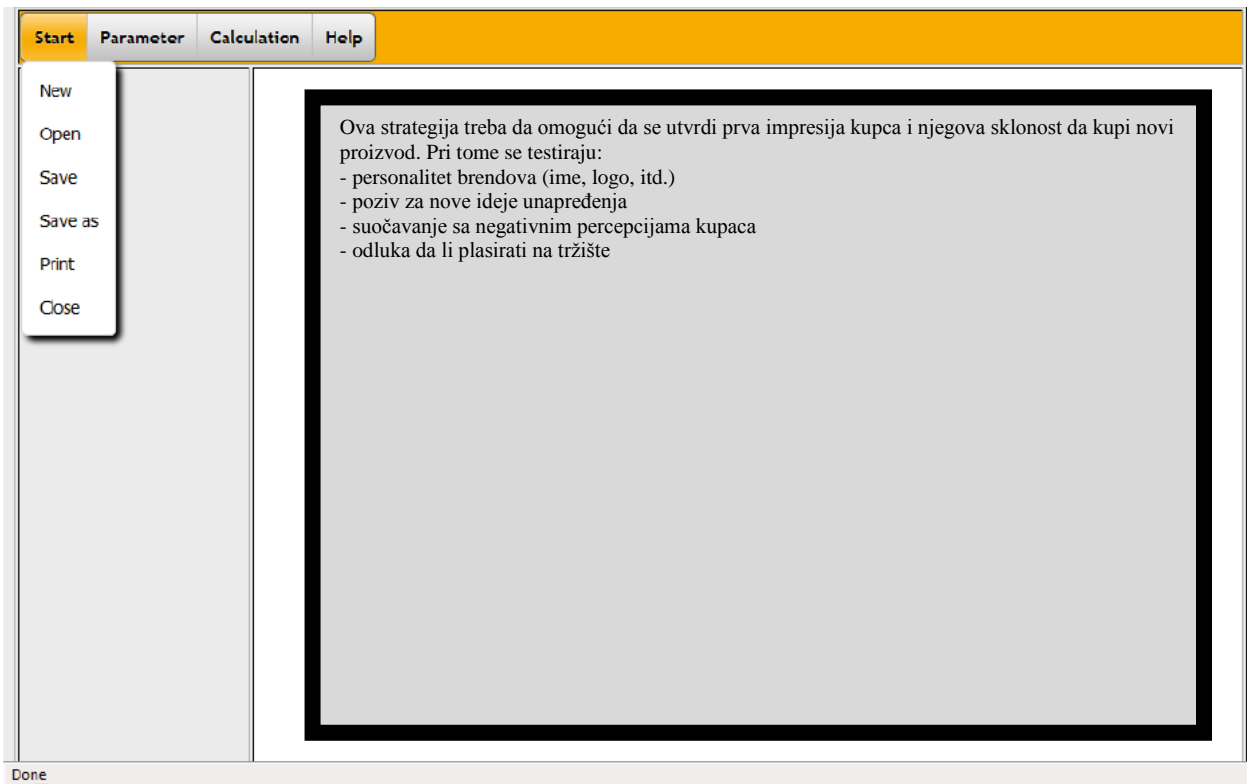 Start Parameter Calculation Help
New
Open
Save
Save as
Print
Close
Ova strategija treba da omogući da se utvrdi prva impresija kupca i njegova sklonost da kupi novi
proizvod. Pri tome se testiraju:
- personalitet brendova (ime, logo, itd.)
- poziv za nove ideje unapređenja
- suočavanje sa negativnim percepcijama kupaca
- odluka da li plasirati na tržište
Done